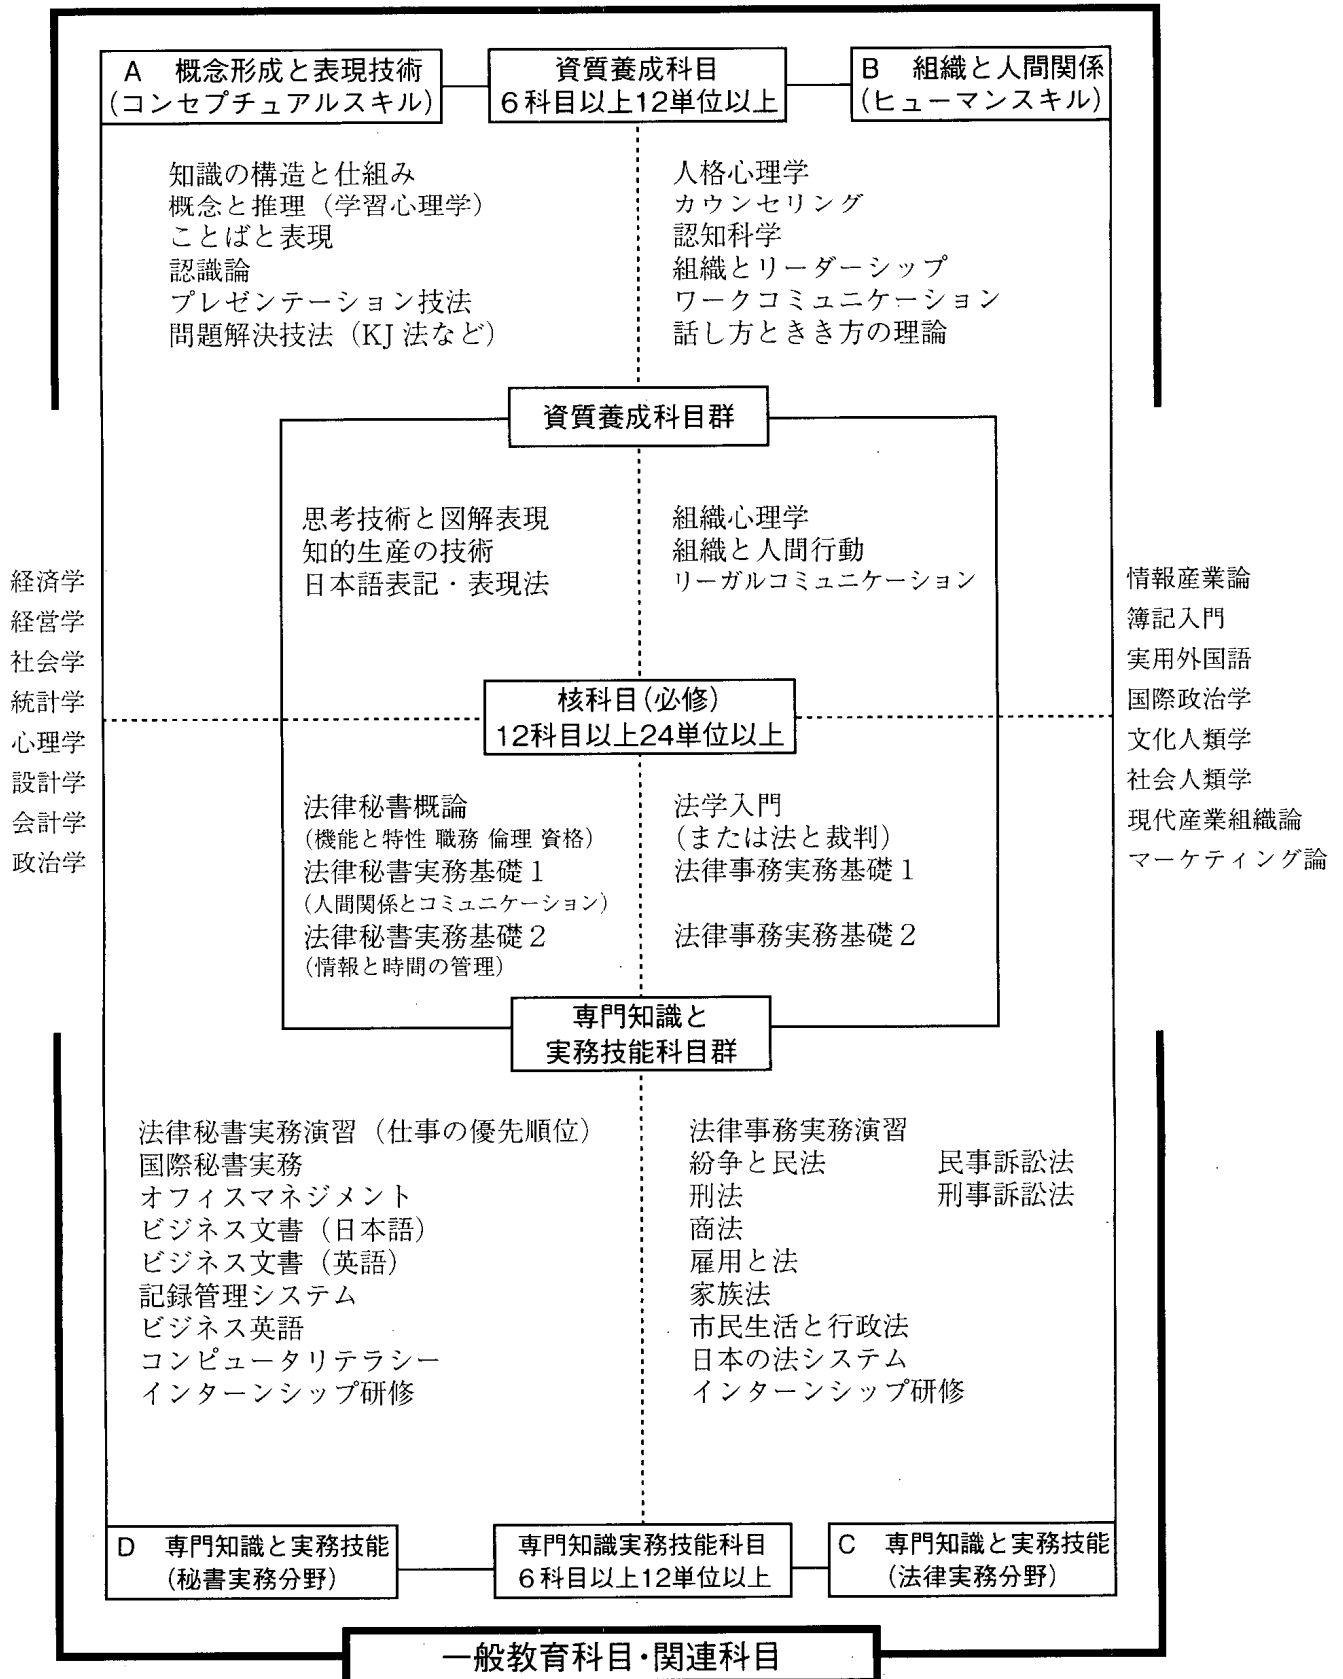 A 概念形成と表現技術
(コンセプチュアルスキル)
資質養成科目
6科目以上12単位以上
B 組織と人間関係
(ヒューマンスキル)
知識の構造と仕組み
概念と推理（学習心理学）
ことばと表現
認識論
プレゼンテーション技法
問題解決技法（KJ法など）
人格心理学
カウンセリング
認知科学
組織とリーダーシップ
ワークコミュニケーション
話し方ときき方の理論
資質養成科目群
思考技術と図解表現
知的生産の技術
日本語表記・表現法
組織心理学
組織と人間行動
リーガルコミュニケーション
経済学
経営学
社会学
統計学
心理学
設計学
会計学
政治学
核科目(必修)
12科目以上24単位以上
情報産業論
簿記入門
実用外国語
国際政治学
文化人類学
社会人類学
現代産業組織論
マーケティング論
法律秘書概論
(機能と特性 職務 倫理 資格)
法律秘書実務基礎1
(人間関係とコミュニケーション)
法律秘書実務基礎2
(情報と時間の管理)
法学入門
(または法と裁判)
法律事務実務基礎1
法律事務実務基礎2
専門知識と
実務技能科目群
法律秘書実務演習（仕事の優先順位）
国際秘書実務
オフィスマネジメント
ビジネス文書（日本語）
ビジネス文書（英語）
記録管理システム
ビジネス英語
コンピュータリテラシー
インターンシップ研修
法律事務実務演習
紛争と民法 民事訴訟法
刑法 刑事訴訟法
商法
雇用と法
家族法
市民生活と行政法
日本の法システム
インターンシップ研修
D 専門知識と実務技能
(秘書実務分野)
専門知識実務技能科目
6科目以上12単位以上
C 専門知識と実務技能
(法律実務分野)
一般教育科目・関連科目